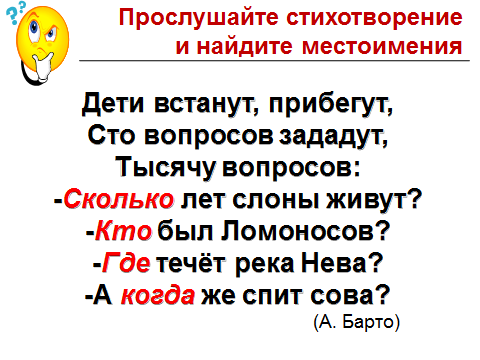 ??
Прослушайте стихотворение
и найдите местоимения
Дети встанут, прибегут,
Сто вопросов зададут,
Тысячу вопросов:
-Сколько лет слоны живут?
-Кто был Ломоносов?
-Где течёт река Нева?
-А когда же спит сова?
(А. Барто)